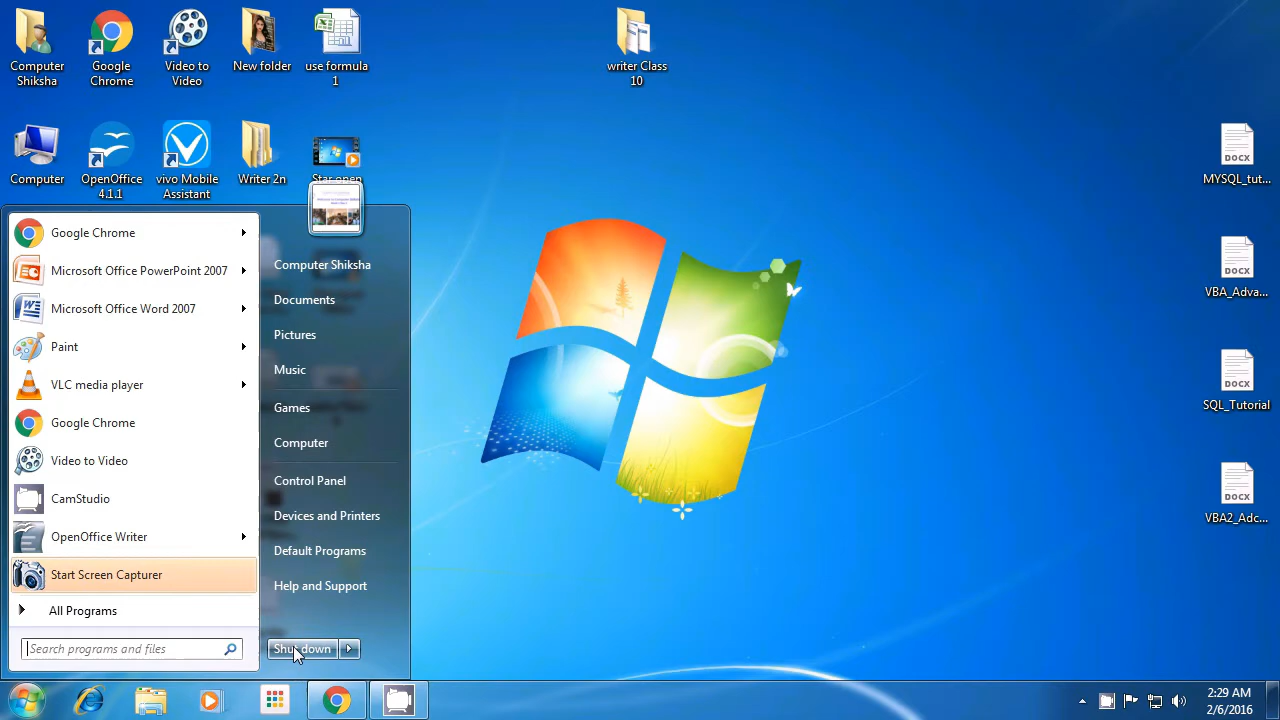 Computer
Shiksha
Google
Chrome
Video to
Video
New folder
use formula
1
writer Class
10
Computer
OpenOffice
4.1.1
vivo Mobile
Assistant
Writer 2n
DOCX
MYSQL_tut...
DOCX
VBA_Adva...
DOCX
SQL_Tutorial
DOCX
VBA2_Adc...
Google Chrome
Microsoft Office PowerPoint 2007
Microsoft Office Word 2007
Paint
VLC media player
Google Chrome
Video to Video
CamStudio
OpenOffice Writer
Start Screen Capturer
All Programs
Search programs and files
Computer Shiksha
Documents
Pictures
Music
Games
Computer
Control Panel
Devices and Printers
Default Programs
Help and Support
Shut down
2:29 AM
2/6/2016